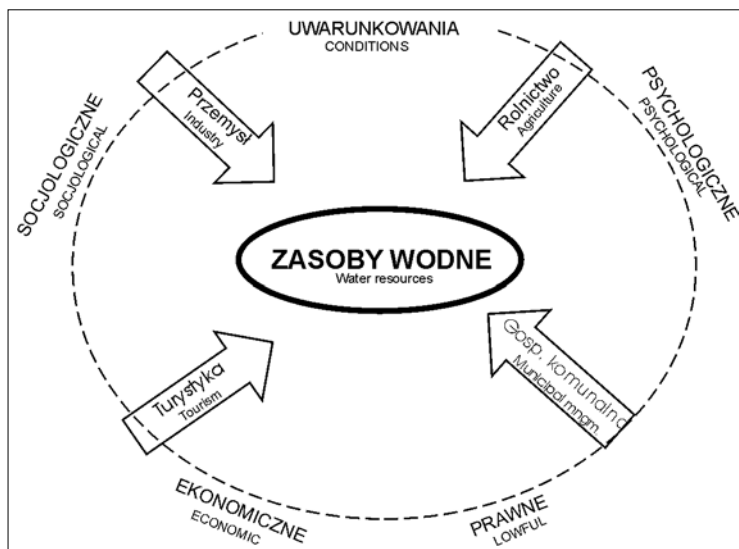 UWARUNKOWANIA
CONDITIONS
SOCJOLOGICZNE
SOCJOLOGICAL
Przemysł
Industry
Rolnictwo
Agriculture
PSYCHOLOGICZNE
PSYCHOLOGICAL
ZASOBY WODNE
Water resources
Turystyka
Tourism
Gosp. komunalna
Municipal mngm.
EKONOMICZNE
ECONOMIC
PRAWNE
LOWFUL